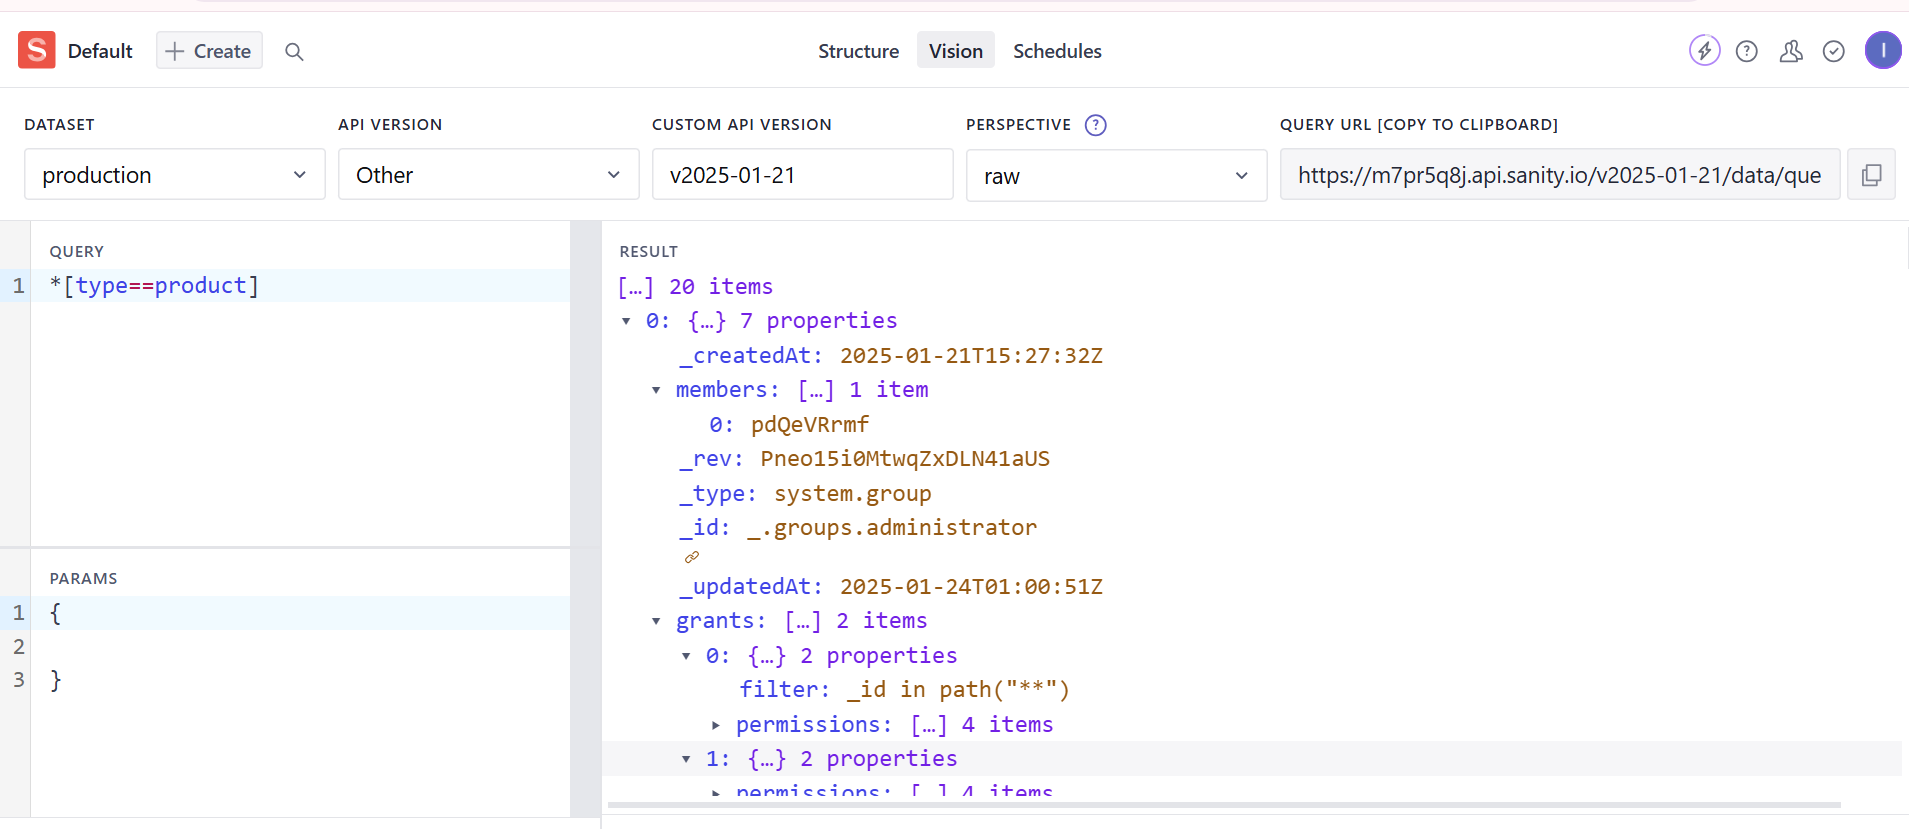 S Default + Create Structure Vision Schedules I
DATASET API VERSION CUSTOM API VERSION PERSPECTIVE ? QUERY URL [COPY TO CLIPBOARD]
production Other v2025-01-21 raw https://m7pr5q8j.api.sanity.io/v2025-01-21/data/que
QUERY
1 *[type==product]
PARAMS
1 {
2
3 }
RESULT
[…] 20 items
0: {…} 7 properties
_createdAt: 2025-01-21T15:27:32Z
members: […] 1 item
0: pdQeVRrmf
_rev: Pneo15i0MtwqZxDLN41aUS
_type: system.group
_id: _.groups.administrator
_updatedAt: 2025-01-24T01:00:51Z
grants: […] 2 items
0: {…} 2 properties
filter: _id in path("**")
permissions: […] 4 items
1: {…} 2 properties
permissions: […] 4 items